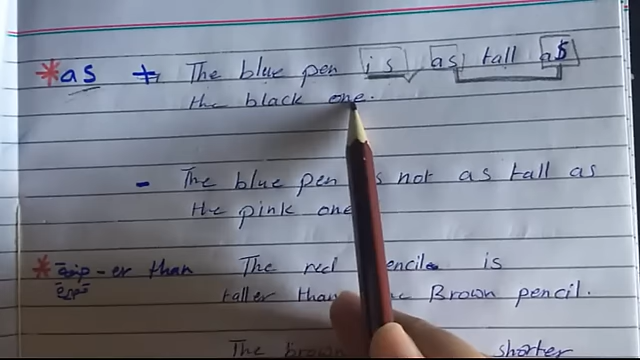 *as + The blue pen is as tall as
the black one.
- The blue pen is not as tall as
the pink one
* -er than The red pencil is
taller than Brown pencil.
The brown shorter